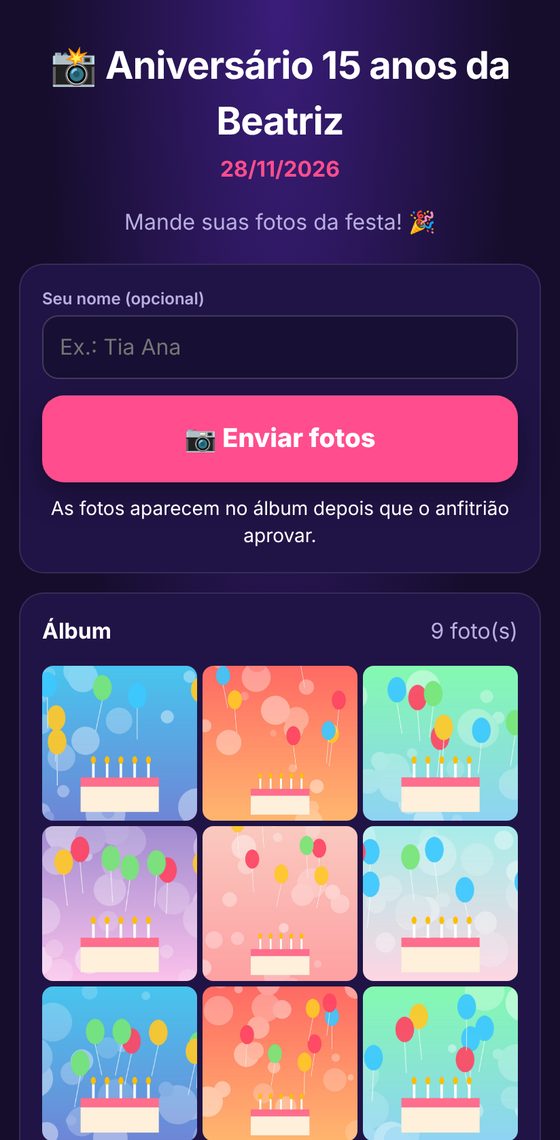 📸 Aniversário 15 anos da
Beatriz
28/11/2026
Mande suas fotos da festa! 🎉
Seu nome (opcional)
Ex.: Tia Ana
📷 Enviar fotos
As fotos aparecem no álbum depois que o anfitrião
aprovar.
Álbum
9 foto(s)